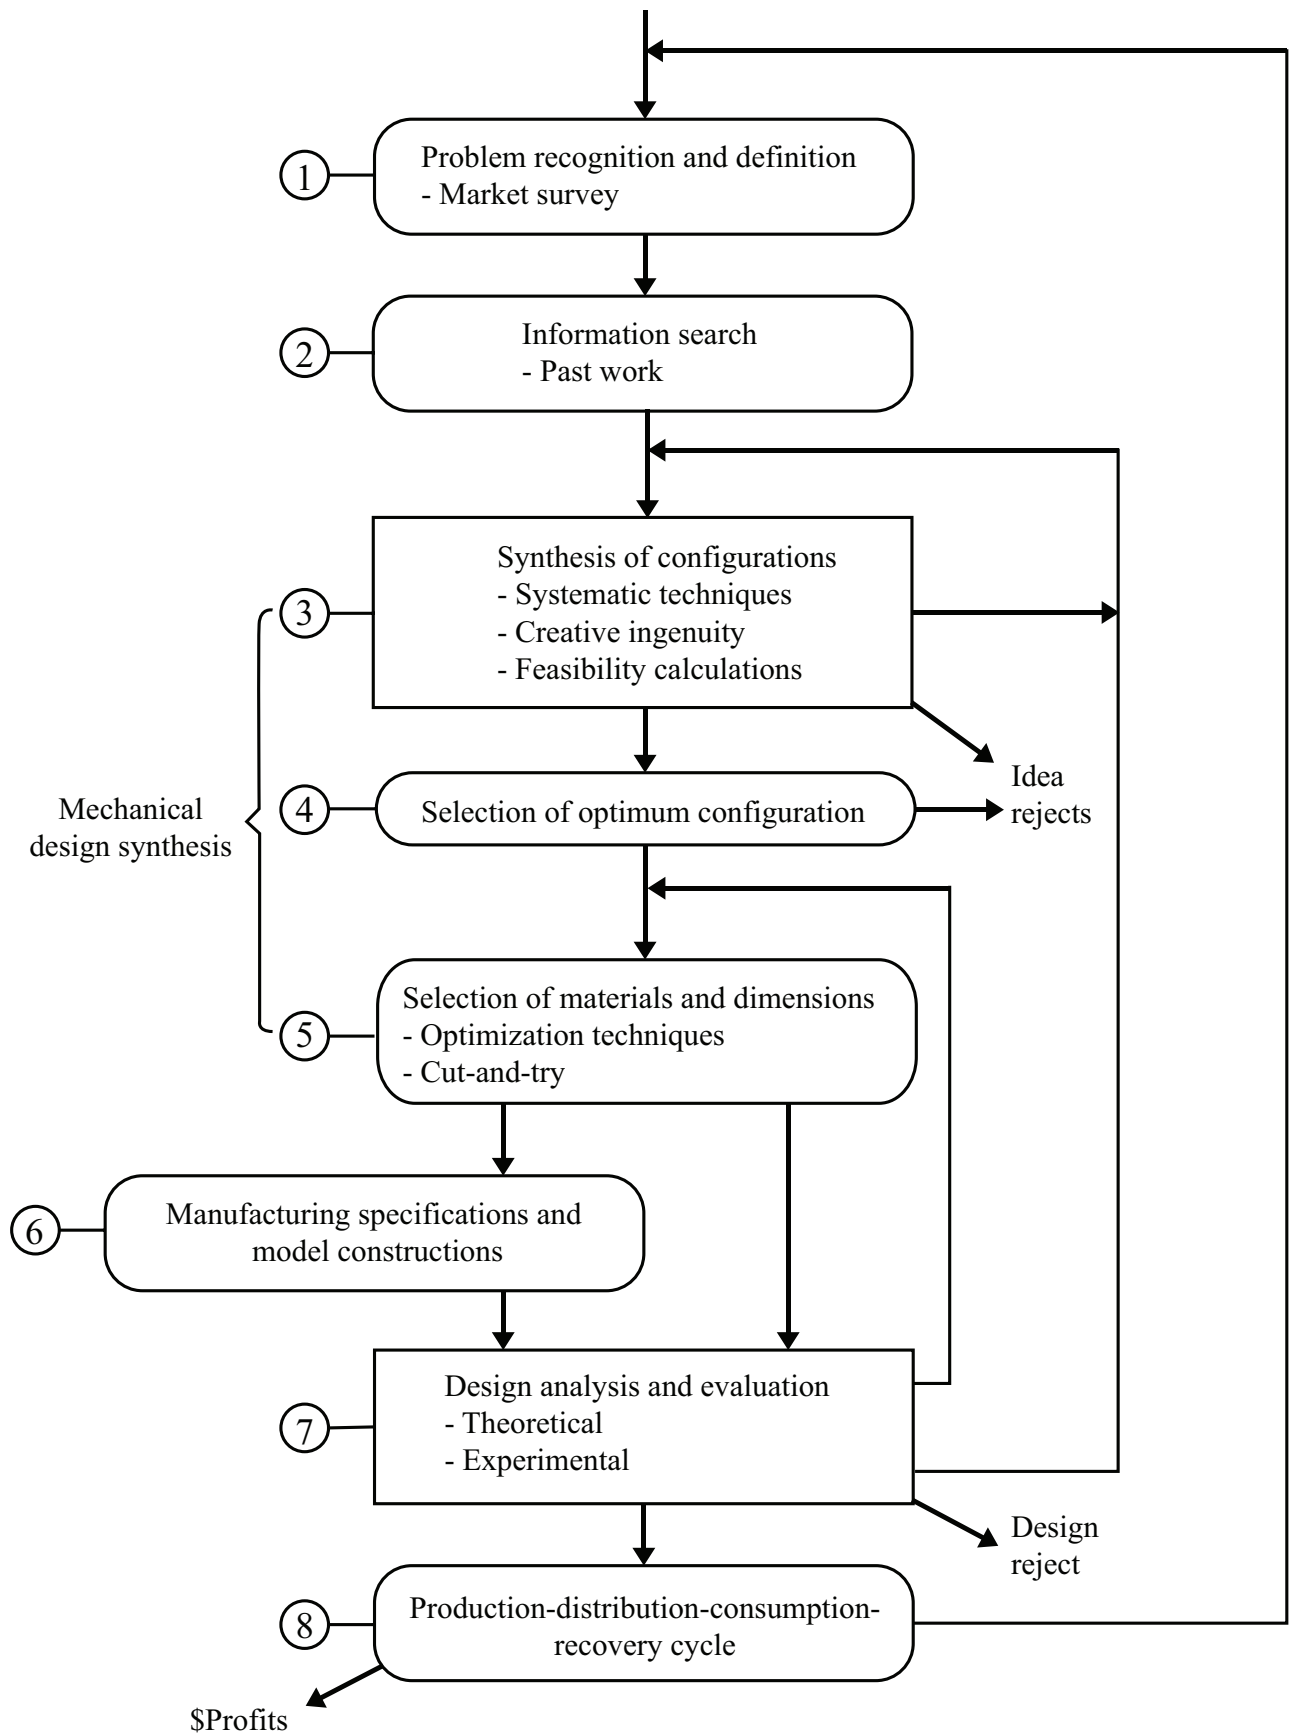 1
Problem recognition and definition
- Market survey
2
Information search
- Past work
3
Synthesis of configurations
- Systematic techniques
- Creative ingenuity
- Feasibility calculations
Idea
rejects
Mechanical
design synthesis
4
Selection of optimum configuration
5
Selection of materials and dimensions
- Optimization techniques
- Cut-and-try
6
Manufacturing specifications and
model constructions
7
Design analysis and evaluation
- Theoretical
- Experimental
Design
reject
8
Production-distribution-consumption-
recovery cycle
$Profits